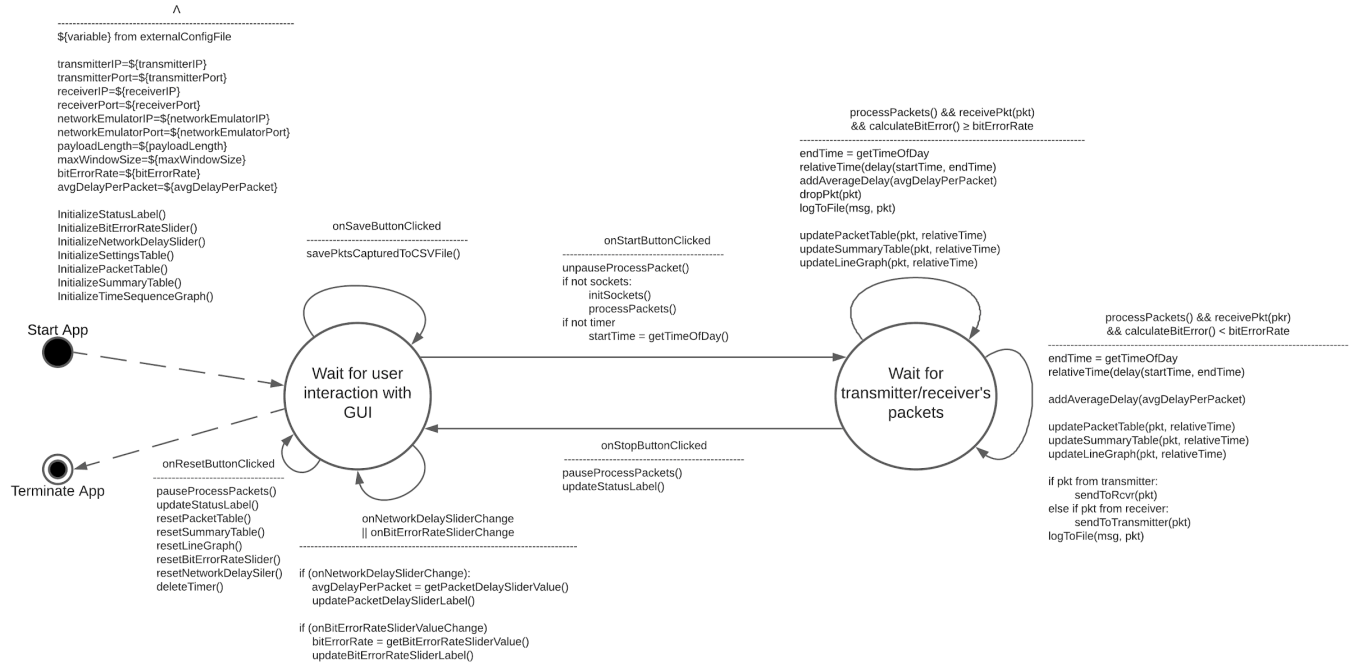 Λ
---------------------------------------------------------------
${variable} from externalConfigFile
transmitterIP=${transmitterIP}
transmitterPort=${transmitterPort}
receiverIP=${receiverIP}
receiverPort=${receiverPort}
networkEmulatorIP=${networkEmulatorIP}
networkEmulatorPort=${networkEmulatorPort}
payloadLength=${payloadLength}
maxWindowSize=${maxWindowSize}
bitErrorRate=${bitErrorRate}
avgDelayPerPacket=${avgDelayPerPacket}
InitializeStatusLabel()
InitializeBitErrorRateSlider()
InitializeNetworkDelaySlider()
InitializeSettingsTable()
InitializePacketTable()
InitializeSummaryTable()
InitializeTimeSequenceGraph()
Start App
Terminate App
onSaveButtonClicked
-------------------------------------------
savePktsCapturedToCSVFile()
Wait for user
interaction with
GUI
onResetButtonClicked
-----------------------------------
pauseProcessPackets()
updateStatusLabel()
resetPacketTable()
resetSummaryTable()
resetLineGraph()
resetBitErrorRateSlider()
resetNetworkDelaySiler()
deleteTimer()
onNetworkDelaySliderChange
|| onBitErrorRateSliderChange
--------------------------------------------------------------------------
if (onNetworkDelaySliderChange):
avgDelayPerPacket = getPacketDelaySliderValue()
updatePacketDelaySliderLabel()
if (onBitErrorRateSliderValueChange)
bitErrorRate = getBitErrorRateSliderValue()
updateBitErrorRateSliderLabel()
onStartButtonClicked
-------------------------------------------
unpauseProcessPacket()
if not sockets:
initSockets()
processPackets()
if not timer
startTime = getTimeOfDay()
onStopButtonClicked
------------------------------------------------
pauseProcessPackets()
updateStatusLabel()
Wait for
transmitter/receiver's
packets
processPackets() && receivePkt(pkt)
&& calculateBitError() ≥ bitErrorRate
----------------------------------------------------------------------------
endTime = getTimeOfDay
relativeTime(delay(startTime, endTime)
addAverageDelay(avgDelayPerPacket)
dropPkt(pkt)
logToFile(msg, pkt)
updatePacketTable(pkt, relativeTime)
updateSummaryTable(pkt, relativeTime)
updateLineGraph(pkt, relativeTime)
processPackets() && receivePkt(pkr)
&& calculateBitError() < bitErrorRate
--------------------------------------------------------------------------------
endTime = getTimeOfDay
relativeTime(delay(startTime, endTime)
addAverageDelay(avgDelayPerPacket)
updatePacketTable(pkt, relativeTime)
updateSummaryTable(pkt, relativeTime)
updateLineGraph(pkt, relativeTime)
if pkt from transmitter:
sendToRcvr(pkt)
else if pkt from receiver:
sendToTransmitter(pkt)
logToFile(msg, pkt)